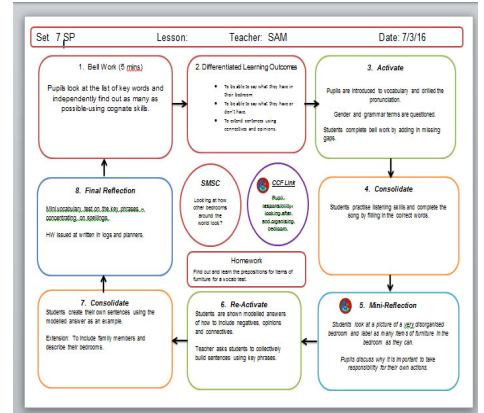 Set 7 SP Lesson: Teacher: SAM Date: 7/3/16
1. Bell Work (5 mins)
Pupils look at the list of key words and
independently find out as many as
possible-using cognate skills.
2. Differentiated Learning Outcomes
To be able to say what they have in
their bedroom
To be able to say what they have or
don't have.
To extend sentences using
connectives and opinions.
3. Activate
Pupils are introduced to vocabulary and drilled the
pronunciation.
Gender and grammar terms are questioned.
Students complete bell work by adding in missing
gaps.
8. Final Reflection
Mini vocabulary test on the key phrases –
concentrating on spellings.
HW issued at written in logs and planners.
SMSC
Looking at how
other bedrooms
around the
world look?
CCF Link
Pupil
responsibility-
looking after
and organising
bedroom.
4. Consolidate
Students practise listening skills and complete the
song by filling in the correct words.
Homework
Find out and learn the prepositions for items of
furniture for a vocab test.
7. Consolidate
Students create their own sentences using the
modelled answer as an example.
Extension: To include family members and
describe their bedrooms.
6. Re-Activate
Students are shown modelled answers
of how to include negatives, opinions
and connectives.
Teacher asks students to collectively
build sentences using key phrases.
5. Mini-Reflection
Students look at a picture of a very disorganised
bedroom and label as many items of furniture in the
bedroom as they can.
Pupils discuss why it is important to take
responsibility for their own actions.